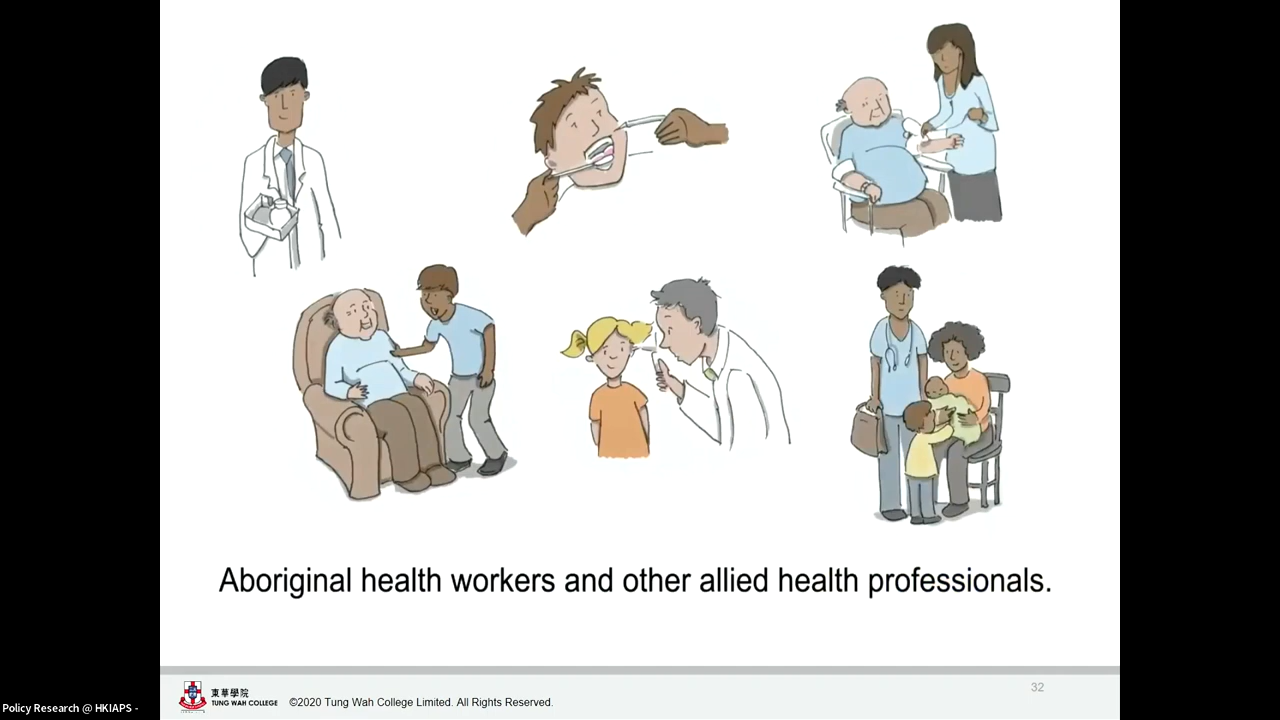 Aboriginal health workers and other allied health professionals.
32
東華學院
TUNG WAH COLLEGE
©2020 Tung Wah College Limited. All Rights Reserved.
Policy Research @ HKIAPS -